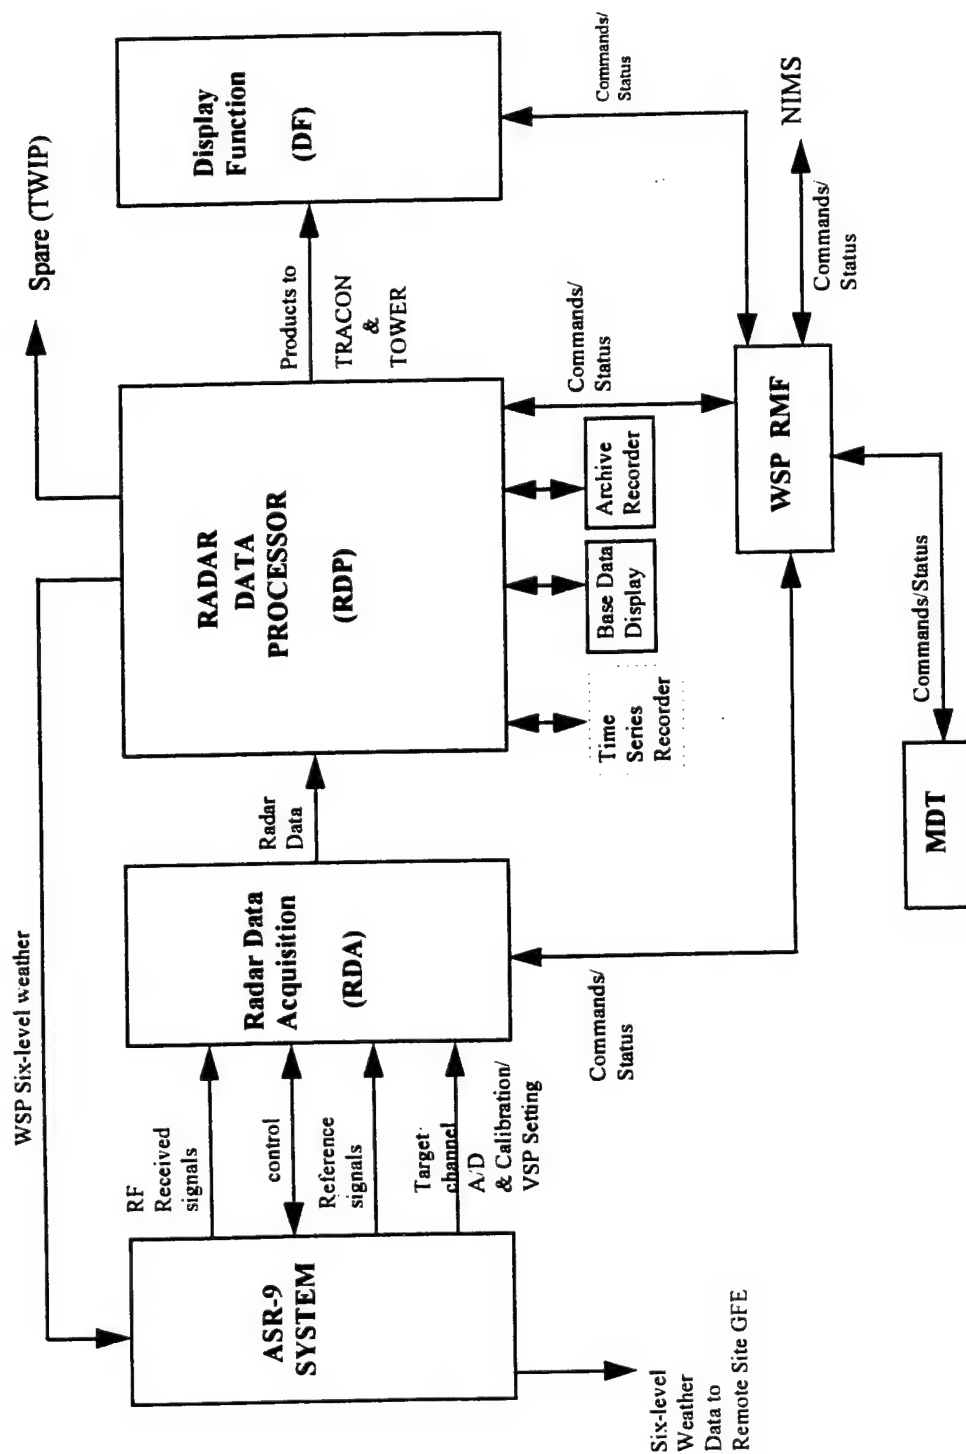 WSP Six-level weather
Spare (TWIP)
ASR-9
SYSTEM
RF
Received
signals
control
Reference
signals
Target
channel
A/D
& Calibration/
VSP Setting
Radar Data
Acquisition
(RDA)
Radar
Data
RADAR
DATA
PROCESSOR
(RDP)
Products to
TRACON
&
TOWER
Display
Function
(DF)
Six-level
Weather
Data to
Remote Site GFE
Commands/
Status
Time
Series
Recorder
Base Data
Display
Archive
Recorder
Commands/
Status
Commands/
Status
WSP RMF
Commands/
Status
NIMS
Commands/Status
MDT